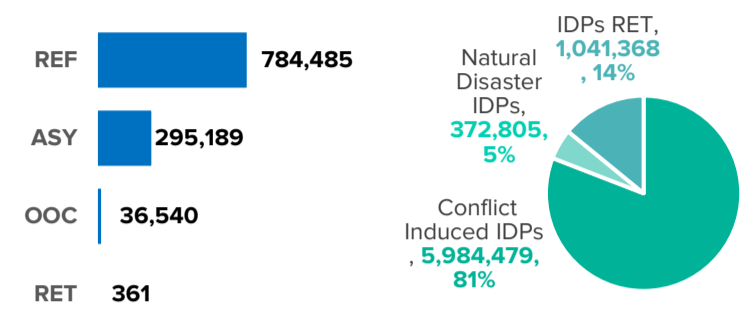 REF 784,485
ASY 295,189
OOC 36,540
RET 361
IDPs RET,
1,041,368
, 14%
Natural
Disaster
IDPs,
372,805,
5%
Conflict
Induced IDPs
, 5,984,479,
81%